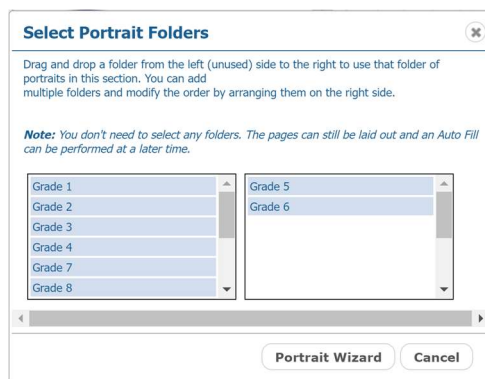 Select Portrait Folders
Drag and drop a folder from the left (unused) side to the right to use that folder of
portraits in this section. You can add
multiple folders and modify the order by arranging them on the right side.
Note: You don't need to select any folders. The pages can still be laid out and an Auto Fill
can be performed at a later time.
Grade 1
Grade 2
Grade 3
Grade 4
Grade 7
Grade 8
Grade 5
Grade 6
Portrait Wizard
Cancel